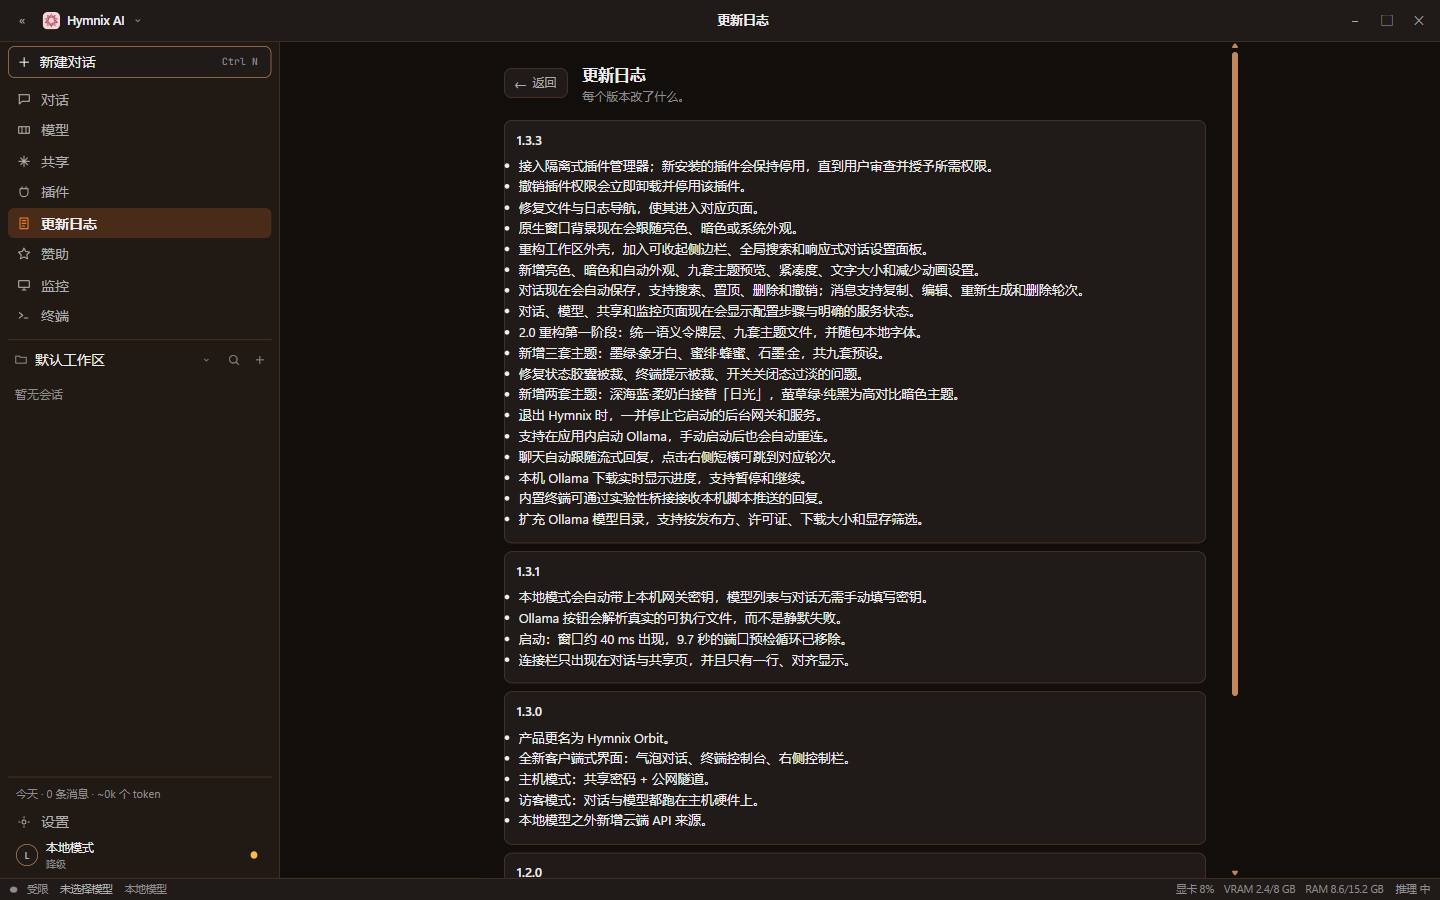 «
Hymnix AI
更新日志
+ 新建对话 Ctrl N
对话
模型
共享
插件
更新日志
赞助
监控
终端
默认工作区
暂无会话
今天 · 0 条消息 · ~0k 个 token
设置
L
本地模式
降级
← 返回
更新日志
每个版本改了什么。
1.3.3
• 接入隔离式插件管理器；新安装的插件会保持停用，直到用户审查并授予所需权限。
• 撤销插件权限会立即卸载并停用该插件。
• 修复文件与日志导航，使其进入对应页面。
• 原生窗口背景现在会跟随亮色、暗色或系统外观。
• 重构工作区外壳，加入可收起侧边栏、全局搜索和响应式对话设置面板。
• 新增亮色、暗色和自动外观、九套主题预览、紧凑度、文字大小和减少动画设置。
• 对话现在会自动保存，支持搜索、置顶、删除和撤销；消息支持复制、编辑、重新生成和删除轮次。
• 对话、模型、共享和监控页面现在会显示配置步骤与明确的服务状态。
• 2.0 重构第一阶段：统一语义令牌层、九套主题文件，并随包本地字体。
• 新增三套主题：墨绿·象牙白、蜜绯·蜂蜜、石墨·金，共九套预设。
• 修复状态胶囊被裁、终端提示被裁、开关关闭态过淡的问题。
• 新增两套主题：深海蓝·柔奶白接替「日光」，萤草绿·纯黑为高对比暗色主题。
• 退出 Hymnix 时，一并停止它启动的后台网关和服务。
• 支持在应用内启动 Ollama，手动启动后也会自动重连。
• 聊天自动跟随流式回复，点击右侧短横可跳到对应轮次。
• 本机 Ollama 下载实时显示进度，支持暂停和继续。
• 内置终端可通过实验性桥接接收本机脚本推送的回复。
• 扩充 Ollama 模型目录，支持按发布方、许可证、下载大小和显存筛选。
1.3.1
• 本地模式会自动带上本机网关密钥，模型列表与对话无需手动填写密钥。
• Ollama 按钮会解析真实的可执行文件，而不是静默失败。
• 启动：窗口约 40 ms 出现，9.7 秒的端口预检循环已移除。
• 连接栏只出现在对话与共享页，并且只有一行、对齐显示。
1.3.0
• 产品更名为 Hymnix Orbit。
• 全新客户端式界面：气泡对话、终端控制台、右侧控制栏。
• 主机模式：共享密码 + 公网隧道。
• 访客模式：对话与模型都跑在主机硬件上。
• 本地模型之外新增云端 API 来源。
1.2.0
受限 未选择模型 本地模型
显卡 8% VRAM 2.4/8 GB RAM 8.6/15.2 GB 推理 中